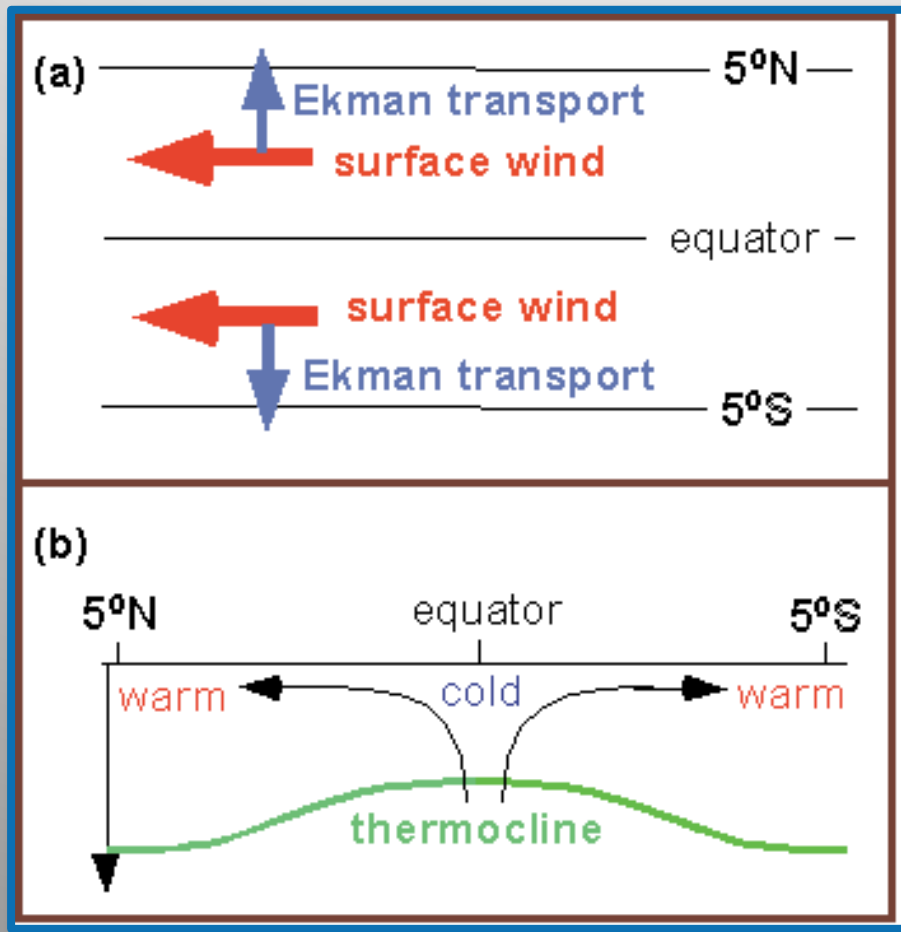 (a)
5ºN
Ekman transport
surface wind
equator
surface wind
Ekman transport
5ºS
(b)
5ºN equator 5ºS
warm cold warm
thermocline